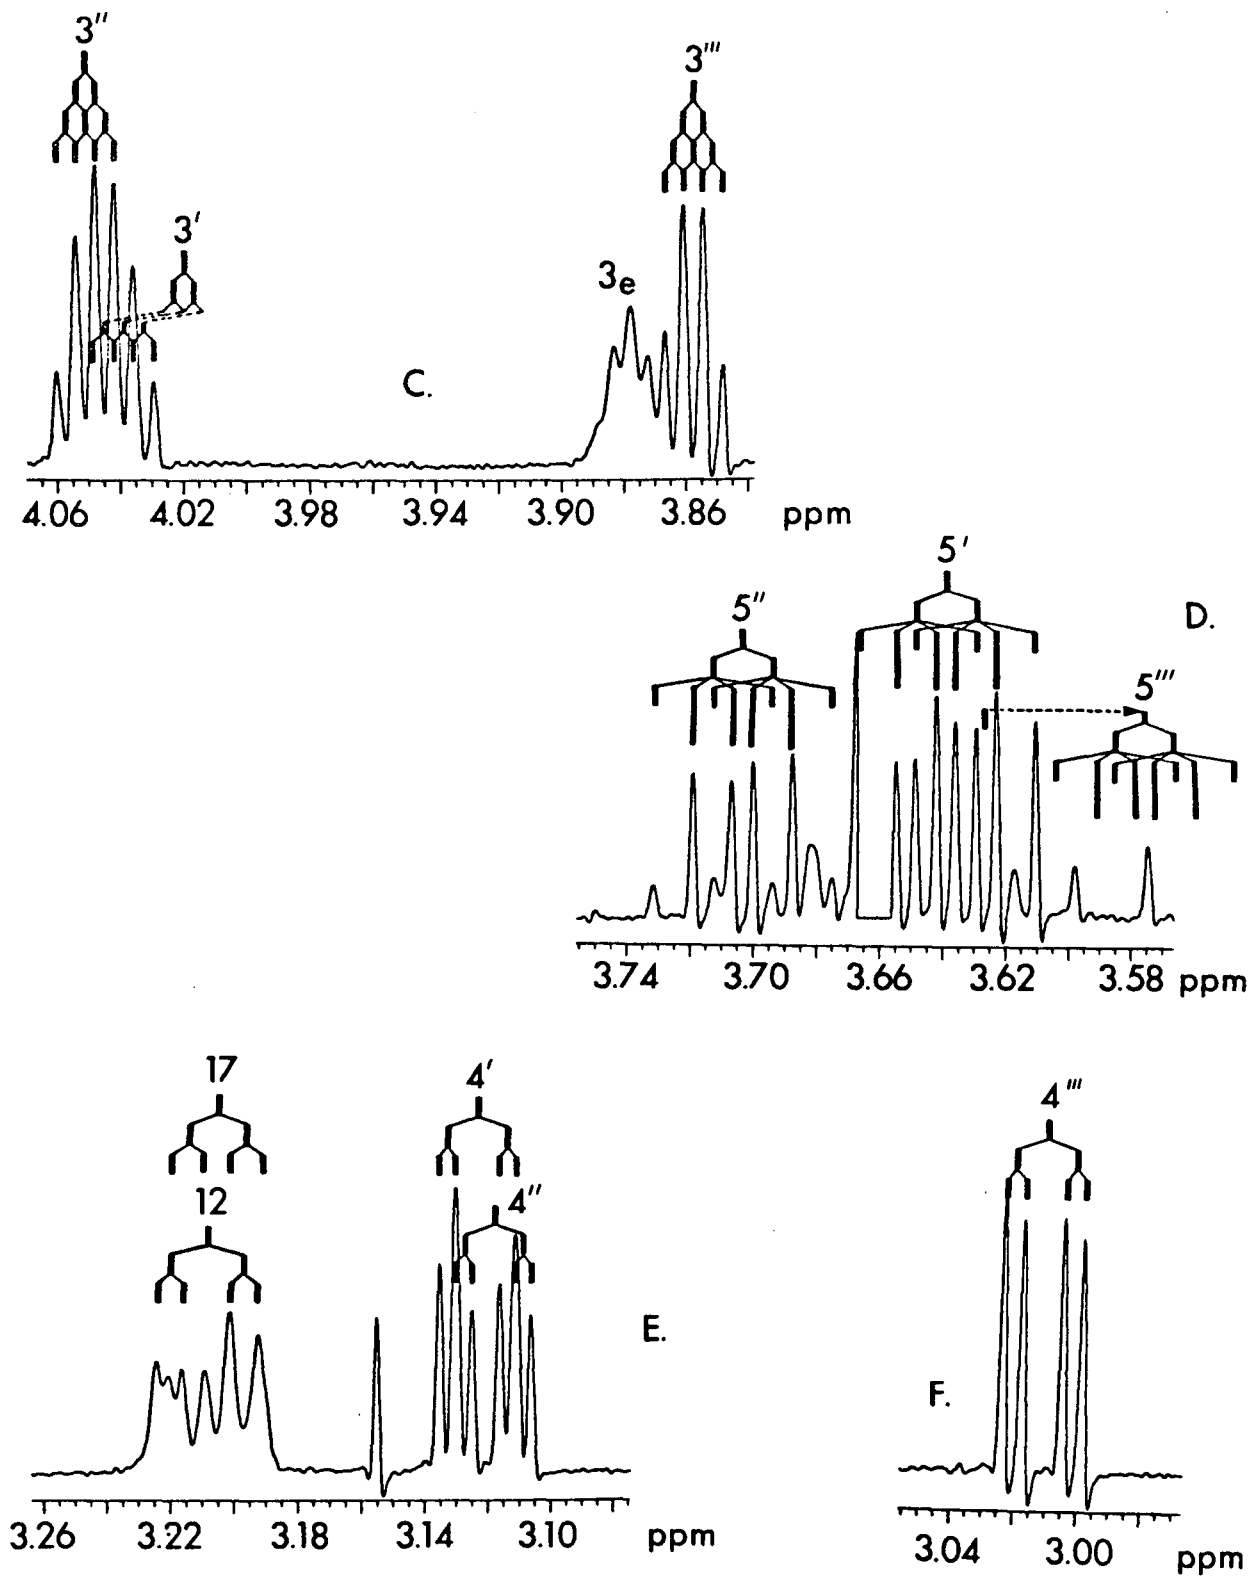 3″
3‴
3′
3e
C.
4.06 4.02 3.98 3.94 3.90 3.86 ppm
5′
5″
D.
5‴
3.74 3.70 3.66 3.62 3.58 ppm
17
4′
4‴
12
4″
E.
F.
3.26 3.22 3.18 3.14 3.10 ppm
3.04 3.00 ppm